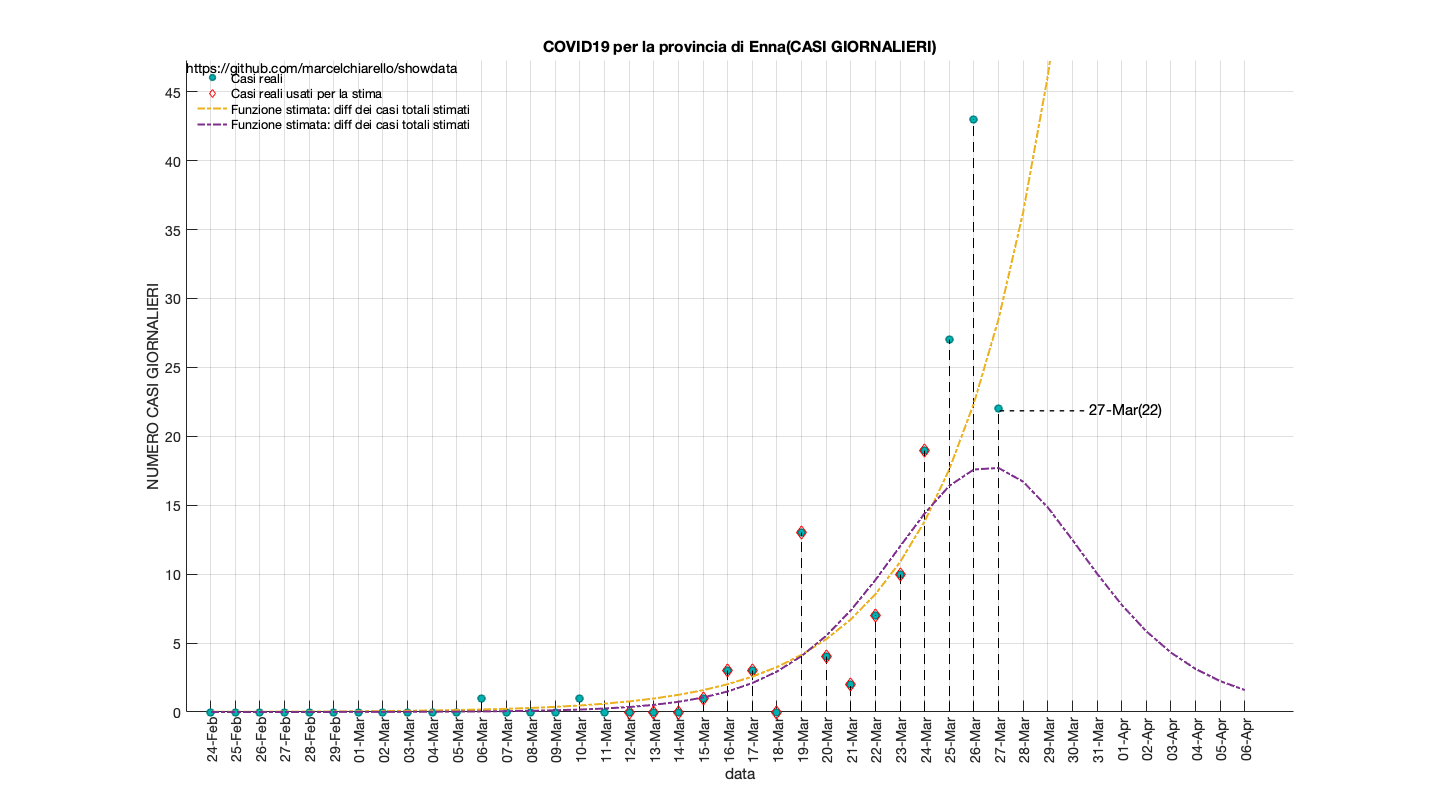 COVID19 per la provincia di Enna(CASI GIORNALIERI)
https://github.com/marcelchiarello/showdata
Casi reali
Casi reali usati per la stima
Funzione stimata: diff dei casi totali stimati
Funzione stimata: diff dei casi totali stimati
NUMERO CASI GIORNALIERI
45
40
35
30
25
20
15
10
5
0
27-Mar(22)
24-Feb
25-Feb
26-Feb
27-Feb
28-Feb
29-Feb
01-Mar
02-Mar
03-Mar
04-Mar
05-Mar
06-Mar
07-Mar
08-Mar
09-Mar
10-Mar
11-Mar
12-Mar
13-Mar
14-Mar
15-Mar
16-Mar
17-Mar
18-Mar
19-Mar
20-Mar
21-Mar
22-Mar
23-Mar
24-Mar
25-Mar
26-Mar
27-Mar
28-Mar
29-Mar
30-Mar
31-Mar
01-Apr
02-Apr
03-Apr
04-Apr
05-Apr
06-Apr
data